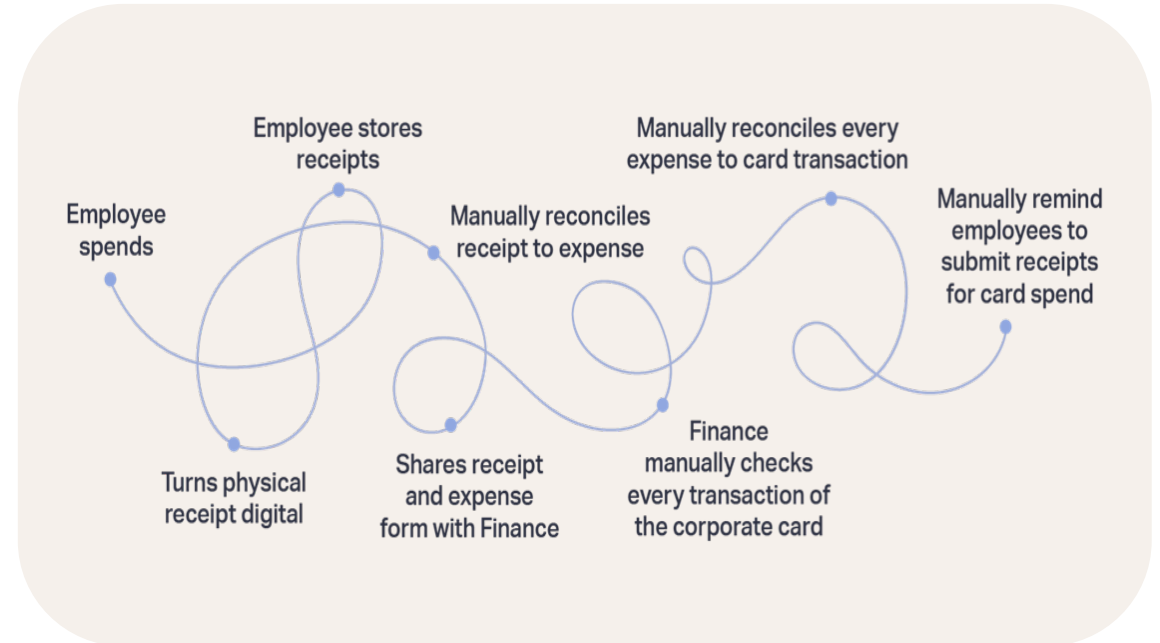 Employee
spends
Employee stores
receipts
Turns physical
receipt digital
Manually reconciles
receipt to expense
Shares receipt
and expense
form with Finance
Finance
manually checks
every transaction of
the corporate card
Manually reconciles every
expense to card transaction
Manually remind
employees to
submit receipts
for card spend